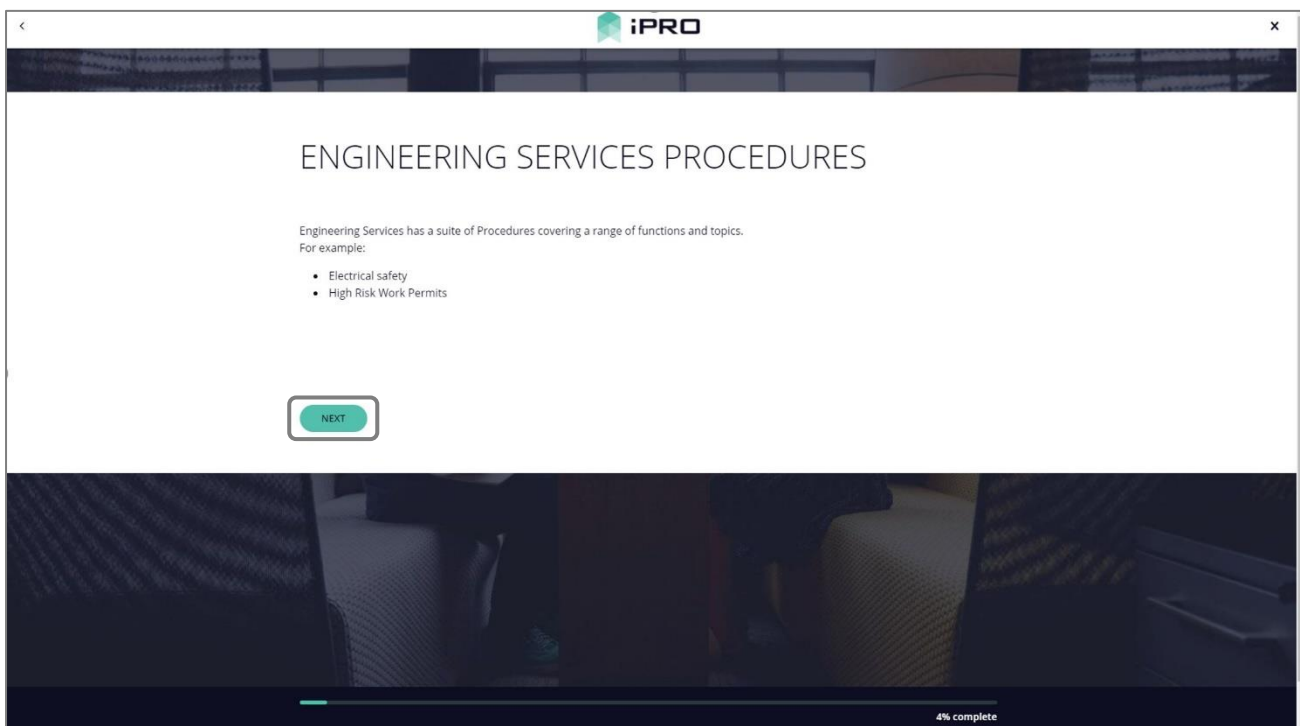 iPRO
ENGINEERING SERVICES PROCEDURES
Engineering Services has a suite of Procedures covering a range of functions and topics.
For example:
• Electrical safety
• High Risk Work Permits
NEXT
4% complete